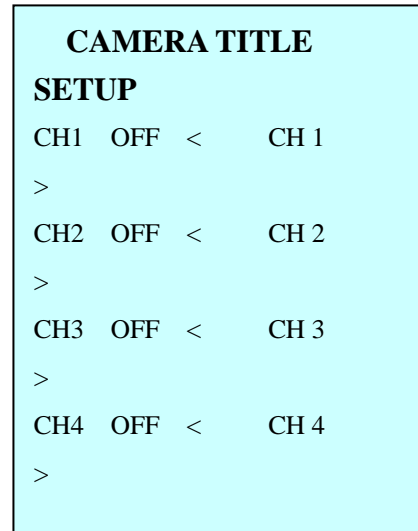 CAMERA TITLE
SETUP
CH1 OFF < CH 1
>
CH2 OFF < CH 2
>
CH3 OFF < CH 3
>
CH4 OFF < CH 4
>